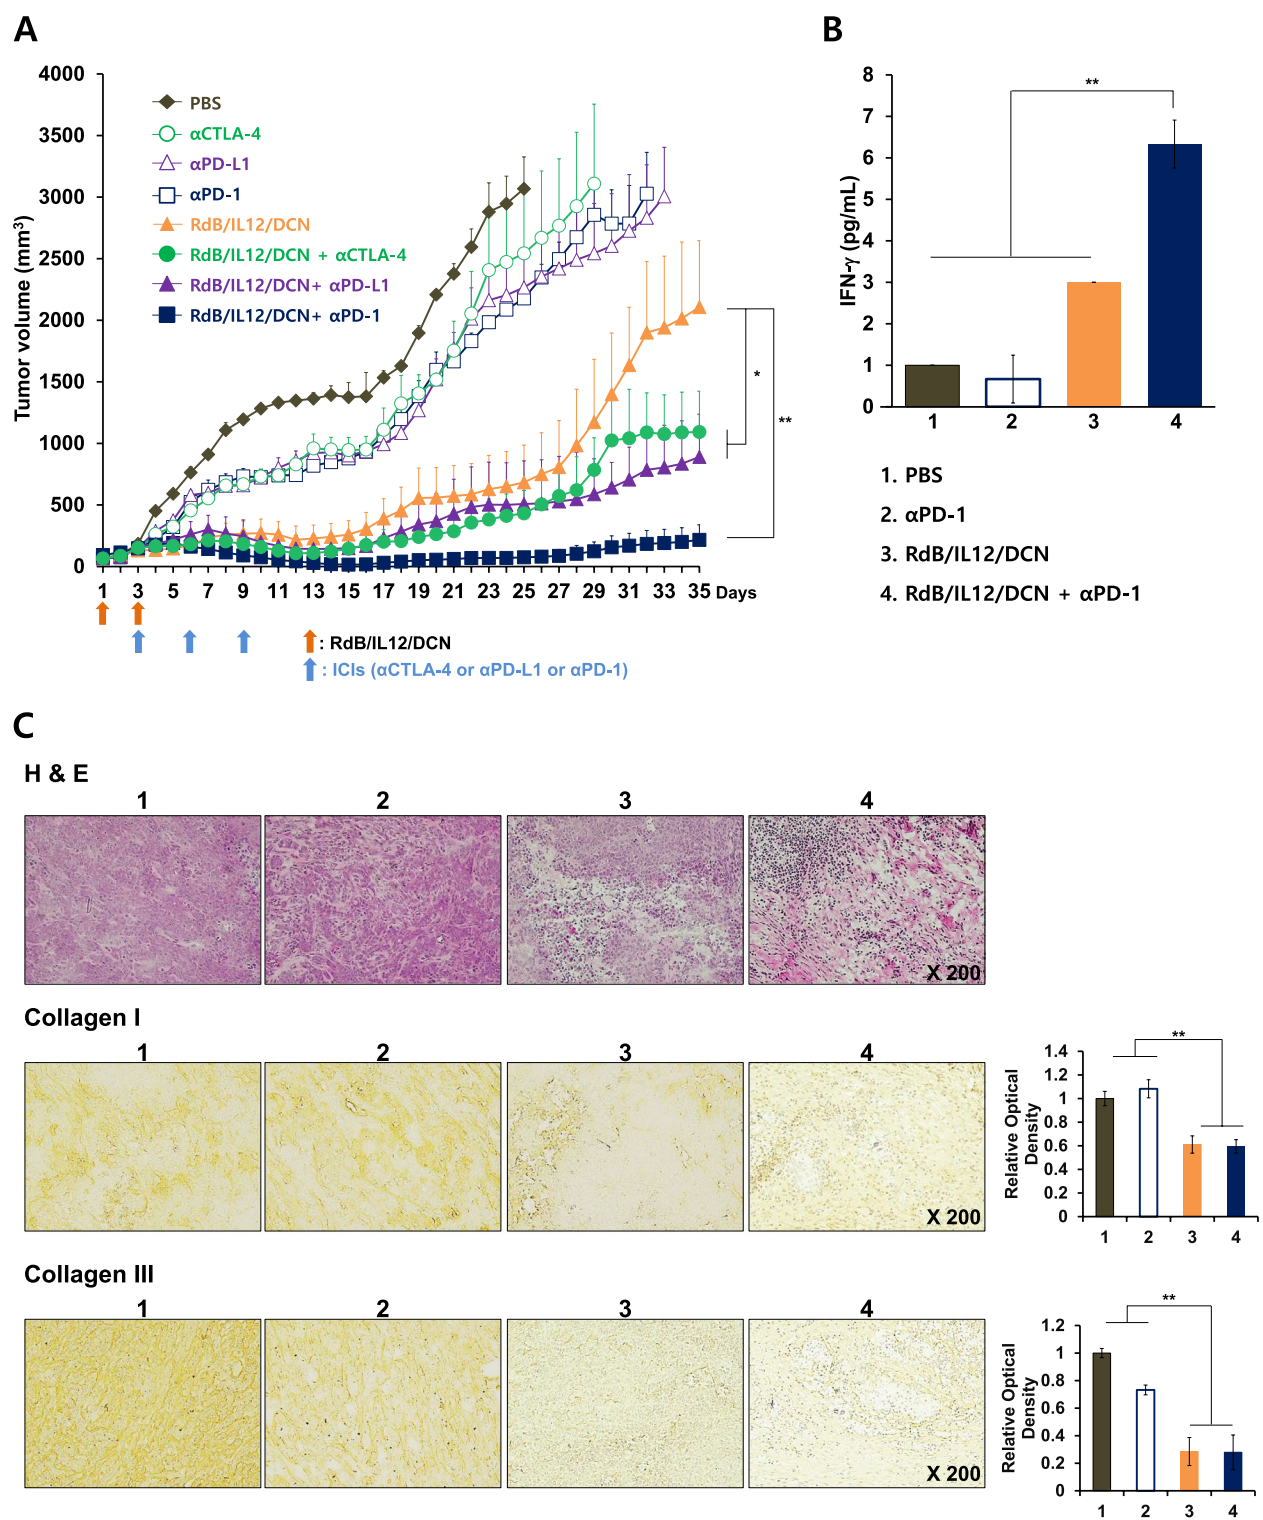 A
4000
3500
3000
2500
2000
1500
1000
500
0
Tumor volume (mm³)
PBS
αCTLA-4
αPD-L1
αPD-1
RdB/IL12/DCN
RdB/IL12/DCN + αCTLA-4
RdB/IL12/DCN+ αPD-L1
RdB/IL12/DCN+ αPD-1
*
**
1 3 5 7 9 11 13 15 17 19 21 23 25 27 29 31 33 35 Days
: RdB/IL12/DCN
: ICIs (αCTLA-4 or αPD-L1 or αPD-1)
B
8
7
6
5
4
3
2
1
0
IFN-γ (pg/mL)
**
1 2 3 4
1. PBS
2. αPD-1
3. RdB/IL12/DCN
4. RdB/IL12/DCN + αPD-1
C
H & E
1 2 3 4
X 200
Collagen I
1 2 3 4
X 200
Relative Optical
Density
1.4
1.2
1
0.8
0.6
0.4
0.2
0
**
1 2 3 4
Collagen III
1 2 3 4
X 200
Relative Optical
Density
1.2
1
0.8
0.6
0.4
0.2
0
**
1 2 3 4